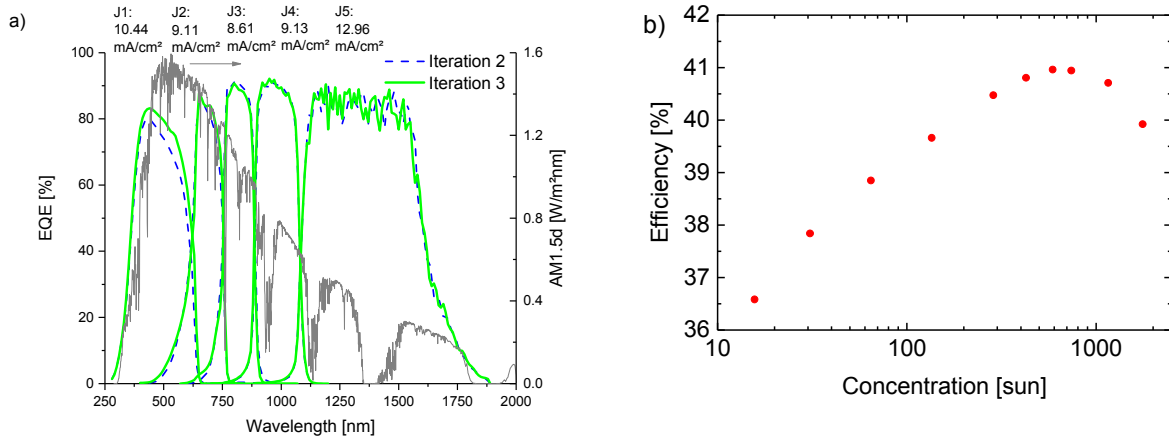 a)
J1: J2: J3: J4: J5:
10.44 9.11 8.61 9.13 12.96
mA/cm² mA/cm² mA/cm² mA/cm² mA/cm²
100
80
60
40
20
0
EQE [%]
250 500 750 1000 1250 1500 1750 2000
Wavelength [nm]
1.6
1.2
0.8
0.4
0.0
AM1.5d [W/m²nm]
Iteration 2
Iteration 3
b)
42
41
40
39
38
37
36
Efficiency [%]
10 100 1000
Concentration [sun]